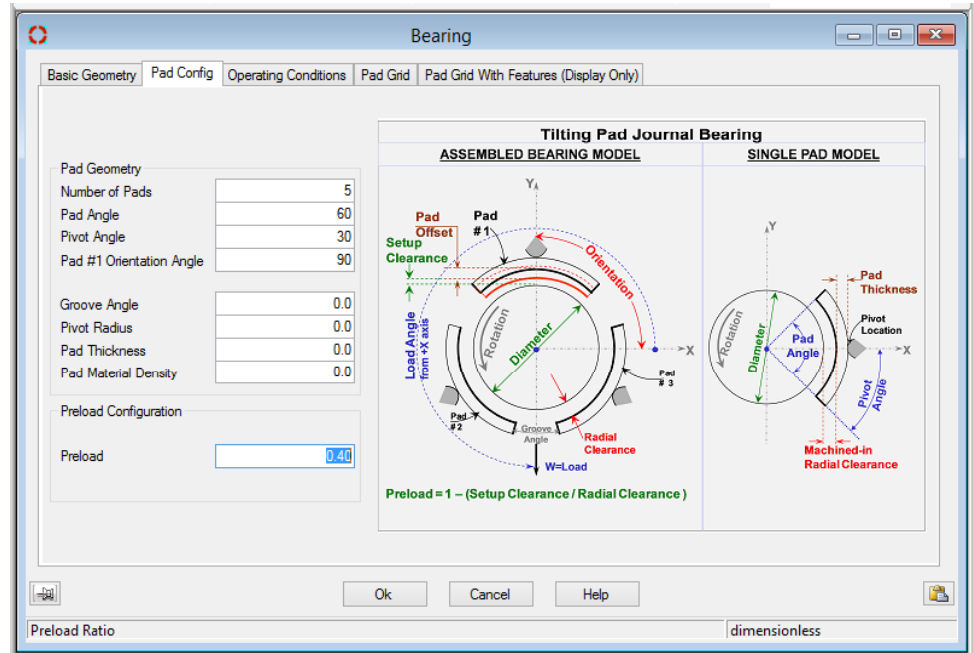 Bearing
Basic Geometry
Pad Config
Operating Conditions
Pad Grid
Pad Grid With Features (Display Only)
Pad Geometry
Number of Pads 5
Pad Angle 60
Pivot Angle 30
Pad #1 Orientation Angle 90
Groove Angle 0.0
Pivot Radius 0.0
Pad Thickness 0.0
Pad Material Density 0.0
Preload Configuration
Preload 0.40
Tilting Pad Journal Bearing
ASSEMBLED BEARING MODEL
Y
Pad
Offset
Pad
#1
Setup
Clearance
Orientation
Load Angle
from +X axis
Rotation
Diameter
X
Pad
#2
Pad
#3
Groove
Angle
Radial
Clearance
W=Load
Preload = 1 – (Setup Clearance / Radial Clearance )
SINGLE PAD MODEL
Y
Pad
Thickness
Pivot
Location
Rotation
Diameter
Pad
Angle
X
Pivot
Angle
Machined-in
Radial Clearance
Ok
Cancel
Help
Preload Ratio
dimensionless